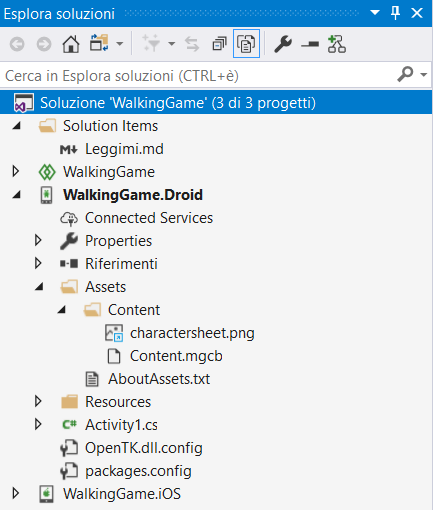 Esplora soluzioni
Cerca in Esplora soluzioni (CTRL+è)
Soluzione 'WalkingGame' (3 di 3 progetti)
Solution Items
Leggimi.md
WalkingGame
WalkingGame.Droid
Connected Services
Properties
Riferimenti
Assets
Content
charactersheet.png
Content.mgcb
AboutAssets.txt
Resources
C# Activity1.cs
OpenTK.dll.config
packages.config
WalkingGame.iOS